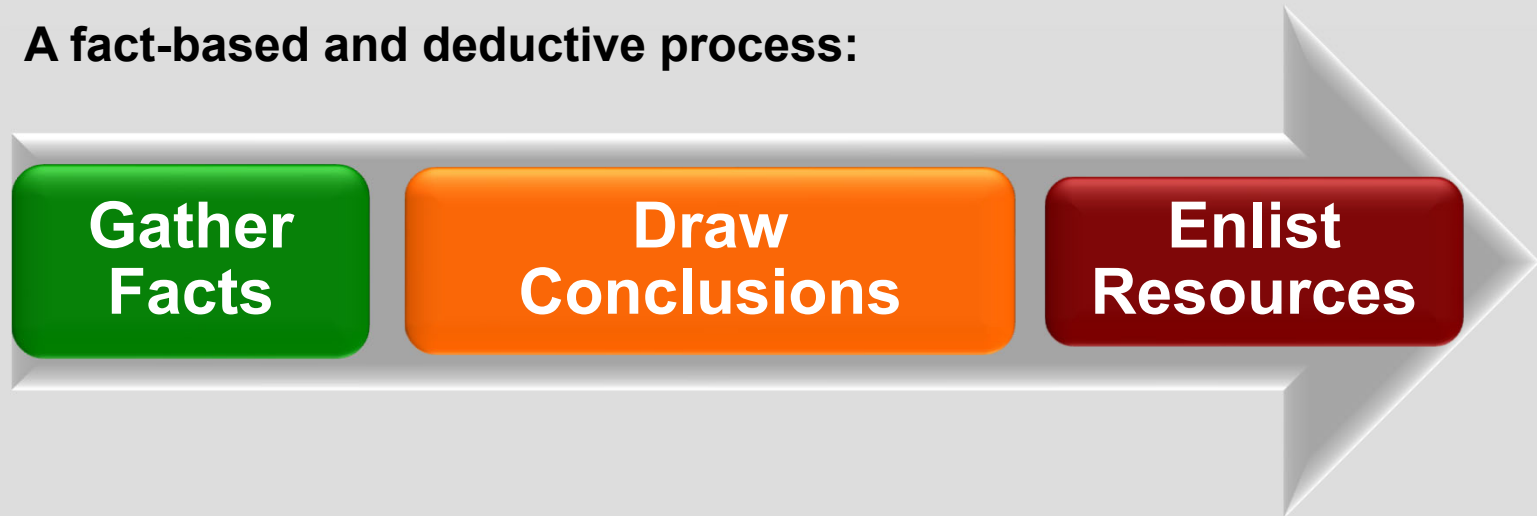 A fact-based and deductive process:
Gather
Facts
Draw
Conclusions
Enlist
Resources